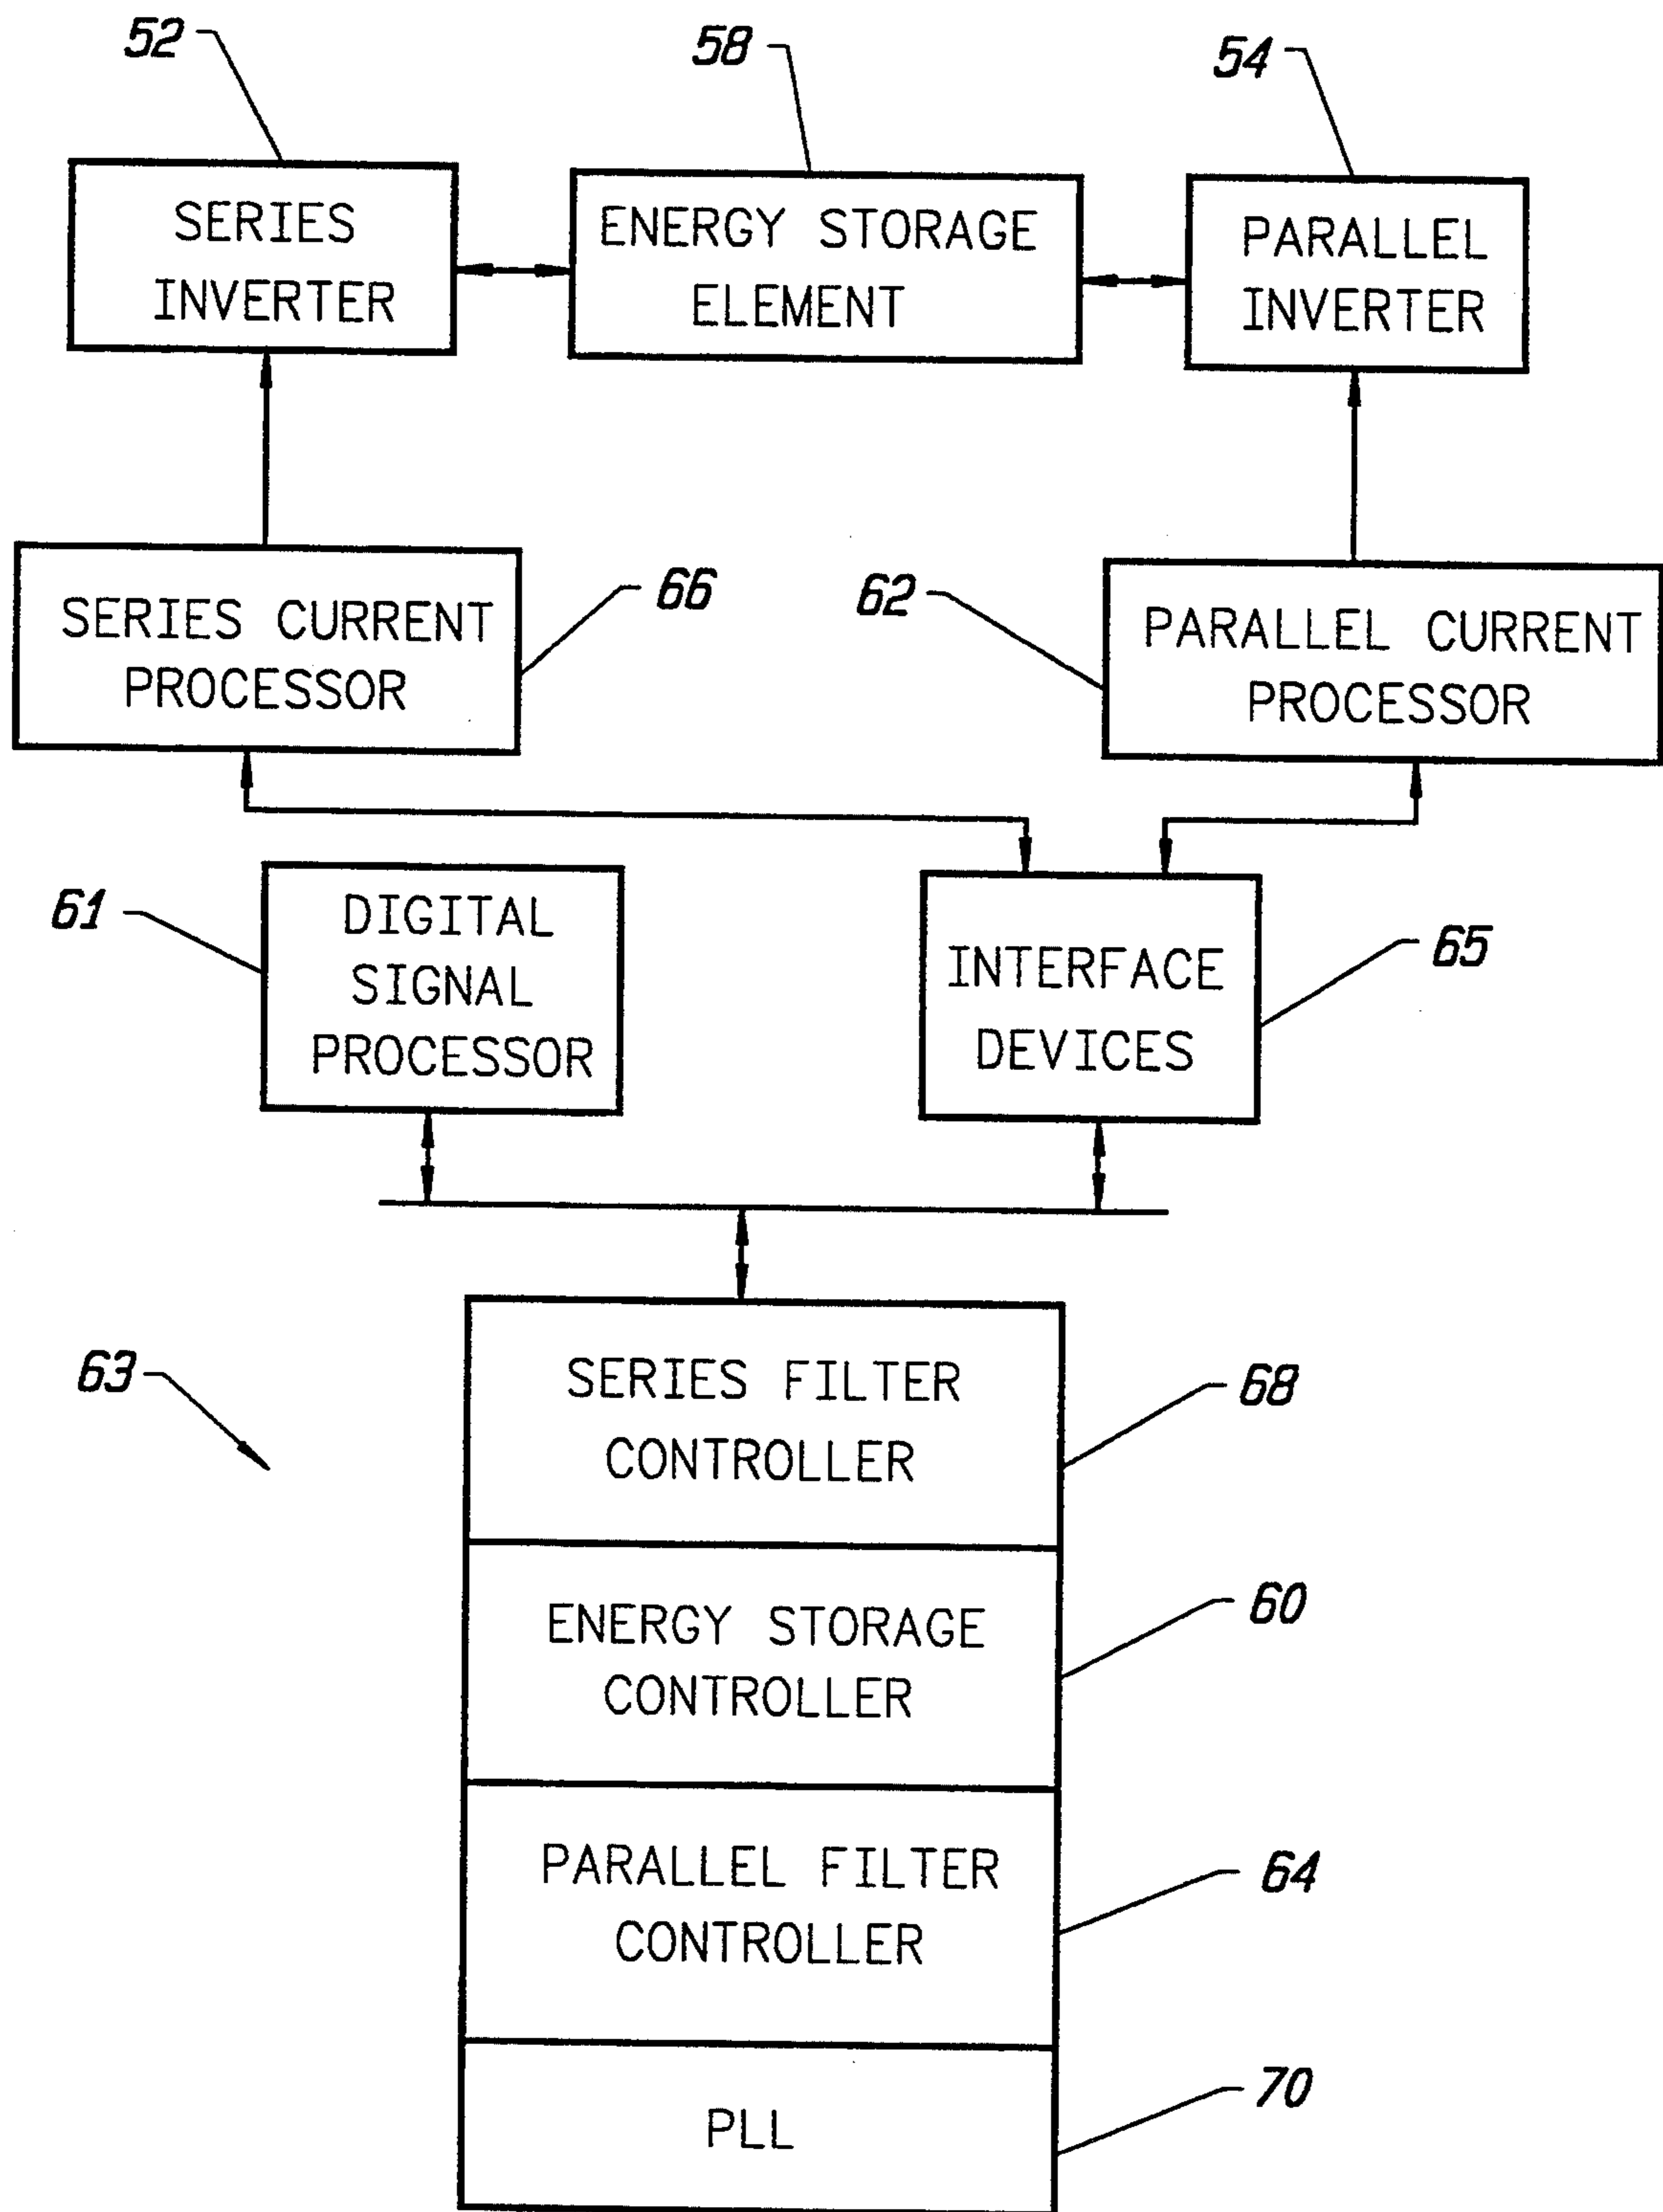 52
58
54
SERIES
INVERTER
ENERGY STORAGE
ELEMENT
PARALLEL
INVERTER
SERIES CURRENT
PROCESSOR
66
62
PARALLEL CURRENT
PROCESSOR
61
DIGITAL
SIGNAL
PROCESSOR
INTERFACE
DEVICES
65
63
SERIES FILTER
CONTROLLER
68
ENERGY STORAGE
CONTROLLER
60
PARALLEL FILTER
CONTROLLER
64
PLL
70